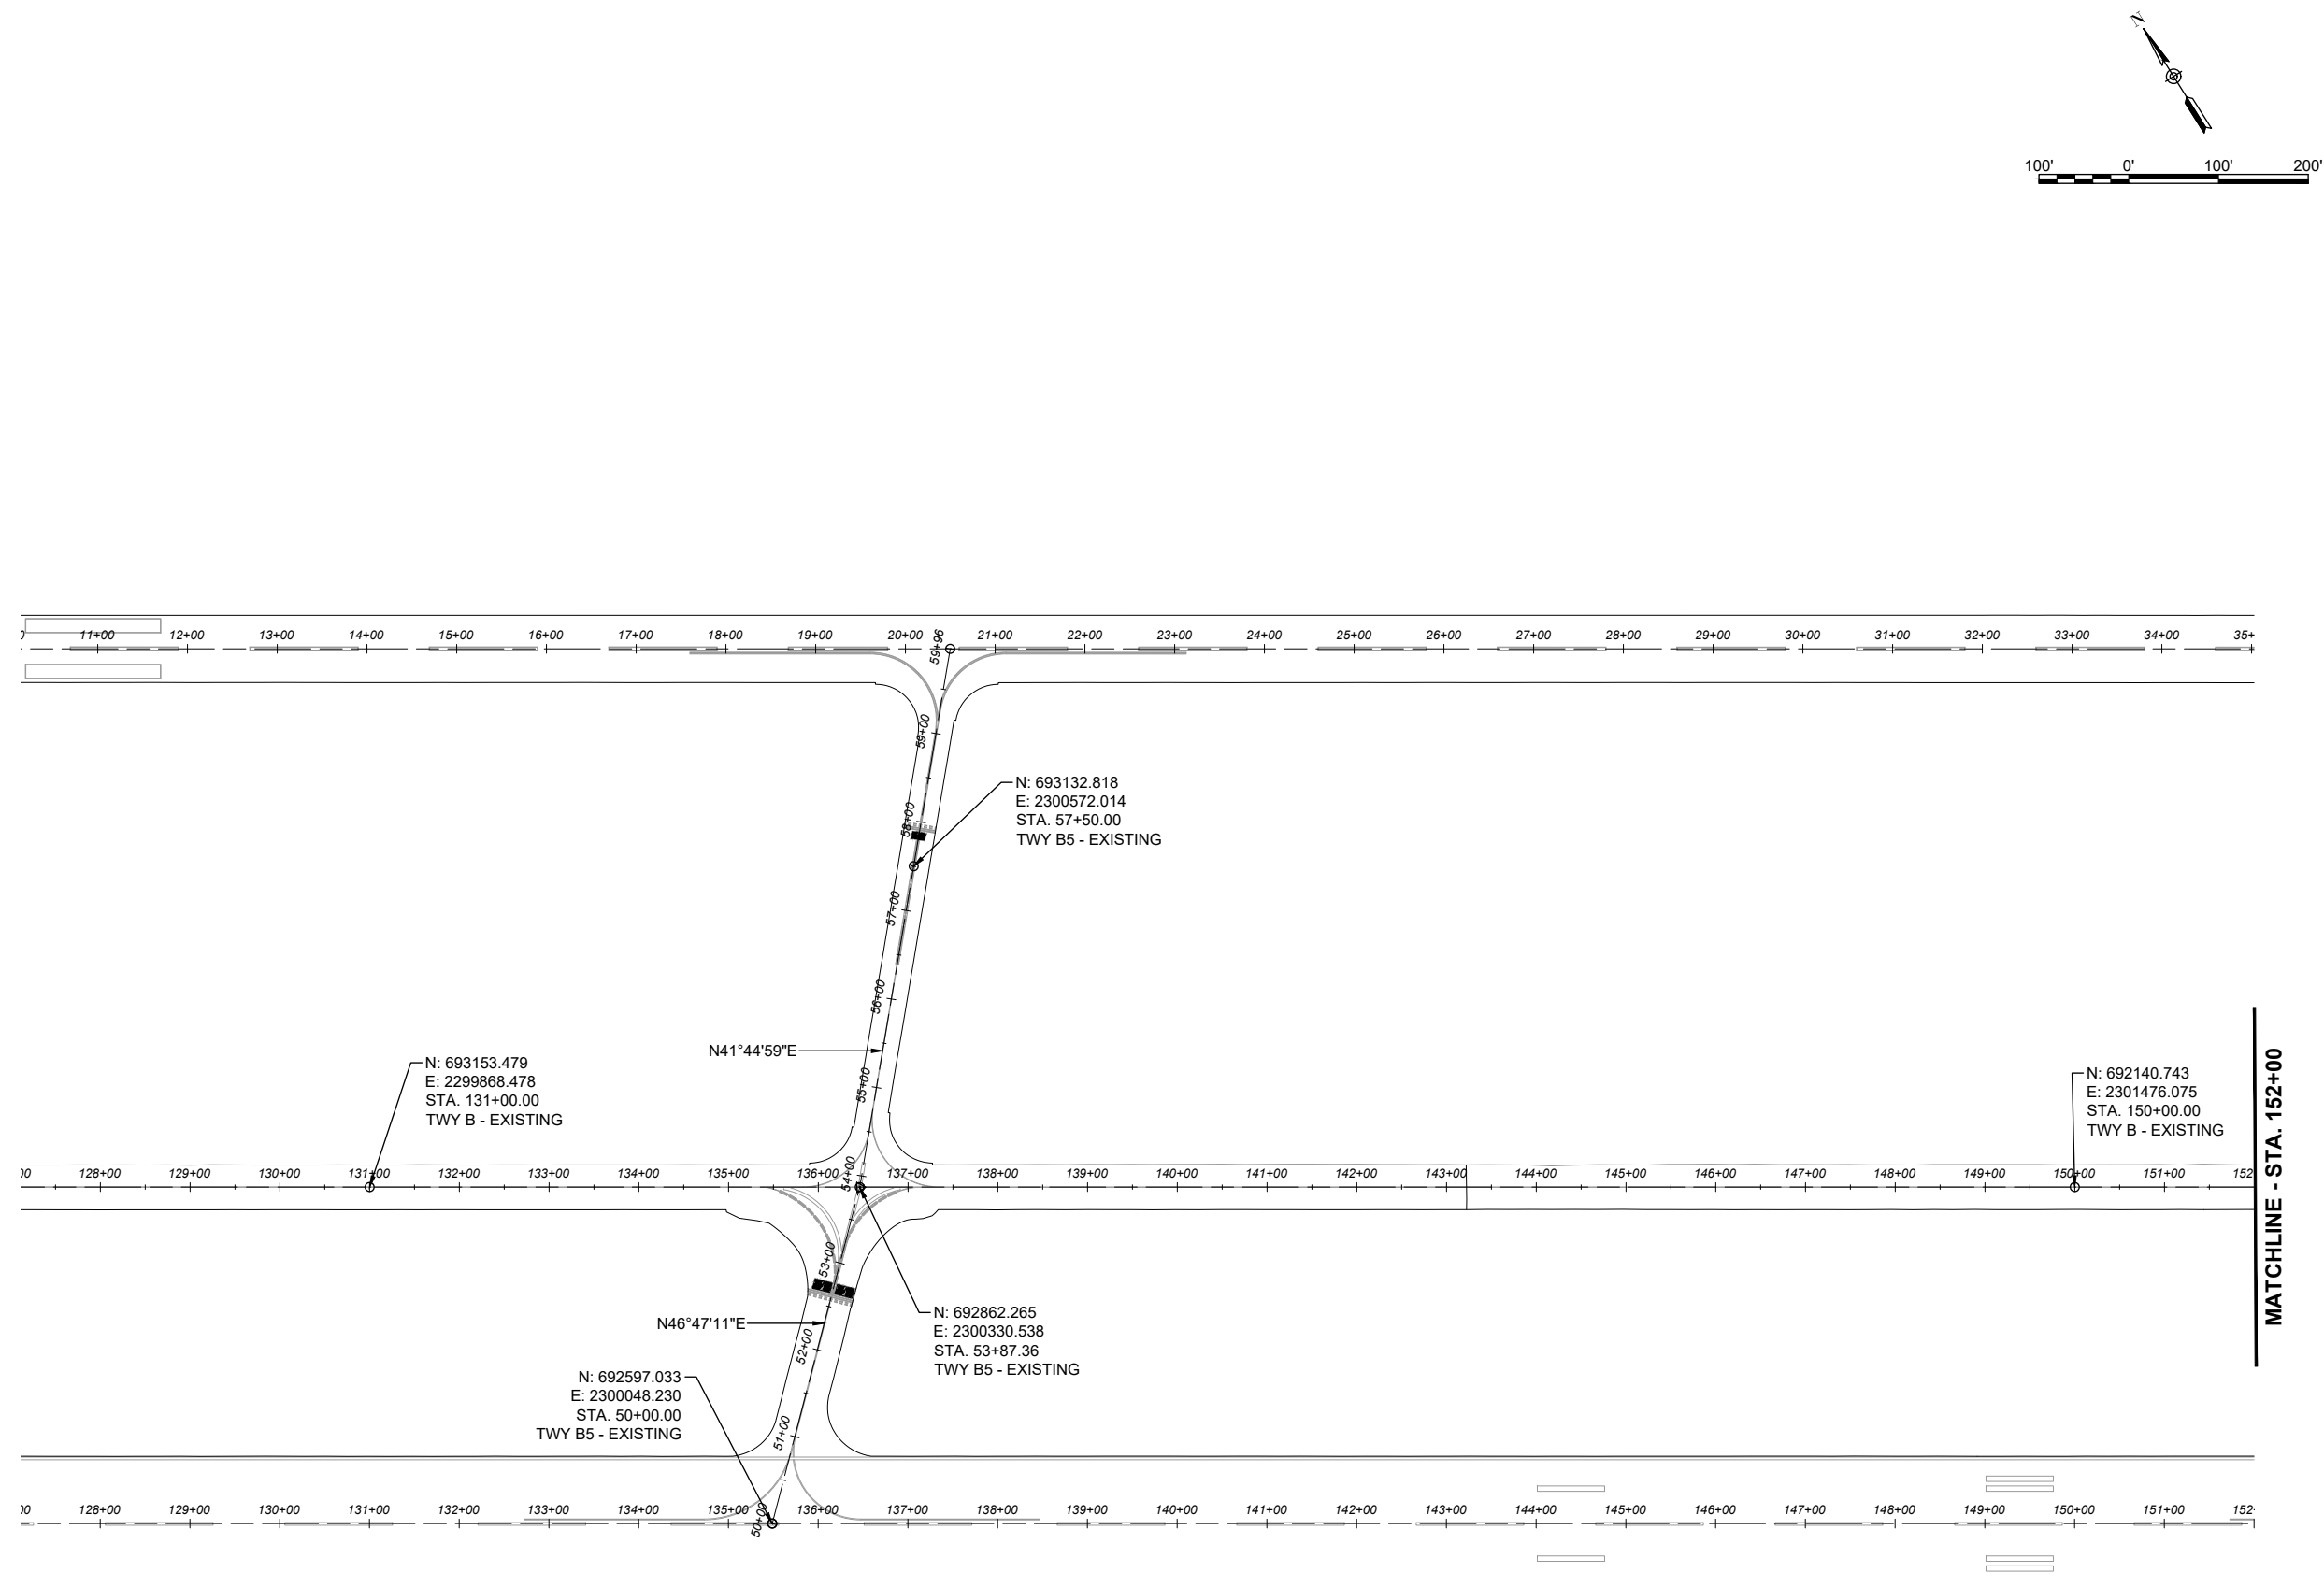 N
100' 0' 100' 200'
11+00 12+00 13+00 14+00 15+00 16+00 17+00 18+00 19+00 20+00 21+00 22+00 23+00 24+00 25+00 26+00 27+00 28+00 29+00 30+00 31+00 32+00 33+00 34+00 35+
59+96
59+00
N: 693132.818
E: 2300572.014
STA. 57+50.00
TWY B5 - EXISTING
58+00
57+00
56+00
N41°44'59"E
55+00
N: 693153.479
E: 2299868.478
STA. 131+00.00
TWY B - EXISTING
N: 692140.743
E: 2301476.075
STA. 150+00.00
TWY B - EXISTING
MATCHLINE - STA. 152+00
54+00
128+00 129+00 130+00 131+00 132+00 133+00 134+00 135+00 136+00 137+00 138+00 139+00 140+00 141+00 142+00 143+00 144+00 145+00 146+00 147+00 148+00 149+00 150+00 151+00 152
53+00
N46°47'11"E
52+00
N: 692862.265
E: 2300330.538
STA. 53+87.36
TWY B5 - EXISTING
N: 692597.033
E: 2300048.230
STA. 50+00.00
TWY B5 - EXISTING
51+00
50+00
128+00 129+00 130+00 131+00 132+00 133+00 134+00 135+00 136+00 137+00 138+00 139+00 140+00 141+00 142+00 143+00 144+00 145+00 146+00 147+00 148+00 149+00 150+00 151+00 152